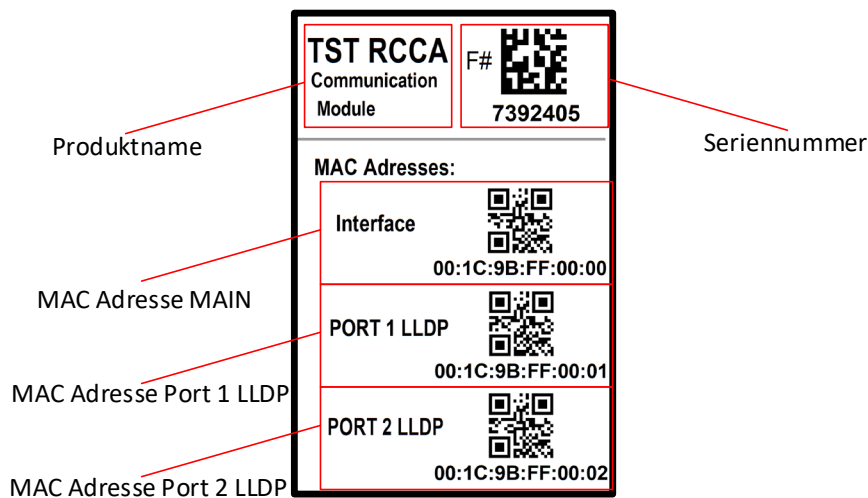 TST RCCA
Communication
Module
F#
7392405
Produktname
Seriennummer
MAC Adresses:
Interface
00:1C:9B:FF:00:00
MAC Adresse MAIN
PORT 1 LLDP
00:1C:9B:FF:00:01
MAC Adresse Port 1 LLDP
PORT 2 LLDP
00:1C:9B:FF:00:02
MAC Adresse Port 2 LLDP